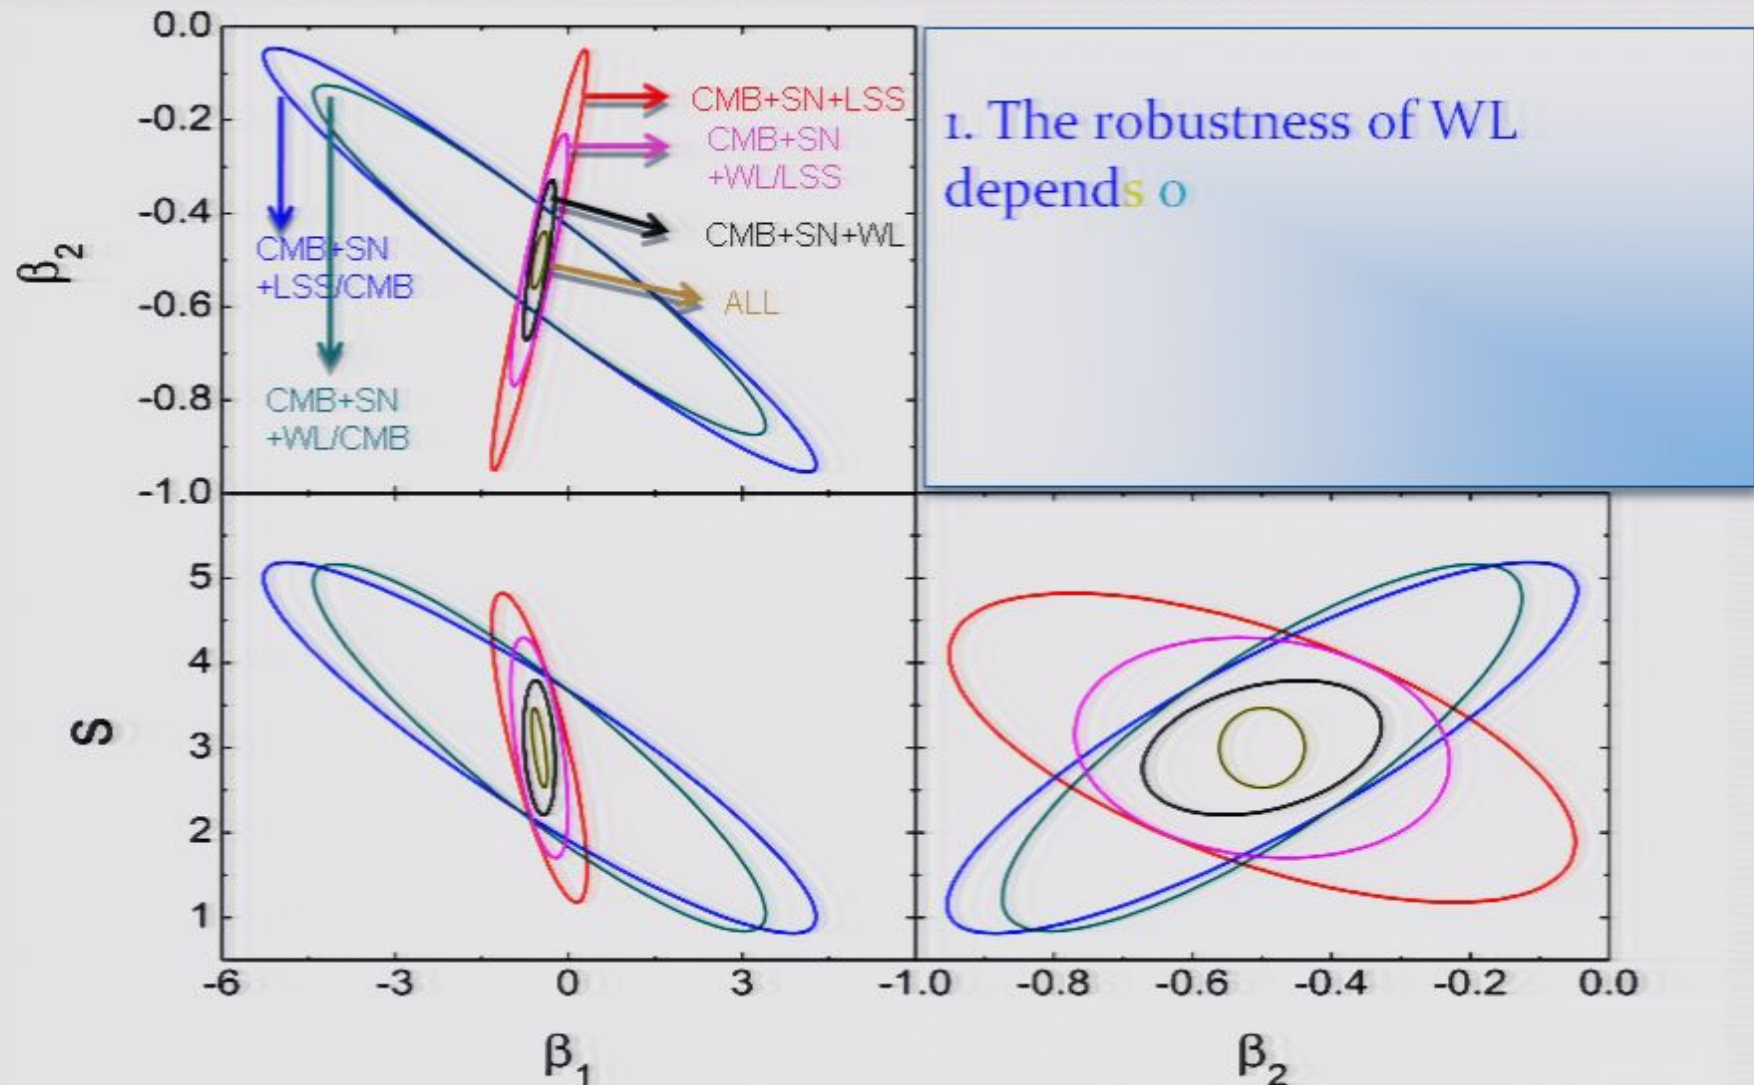 0.0
-0.2
-0.4
-0.6
-0.8
-1.0
β2
CMB+SN+LSS
CMB+SN
+WL/LSS
CMB+SN+WL
ALL
CMB+SN
+LSS/CMB
CMB+SN
+WL/CMB
1. The robustness of WL
depends o
5
4
3
2
1
S
-6 -3 0 3
-1.0 -0.8 -0.6 -0.4 -0.2 0.0
β1
β2